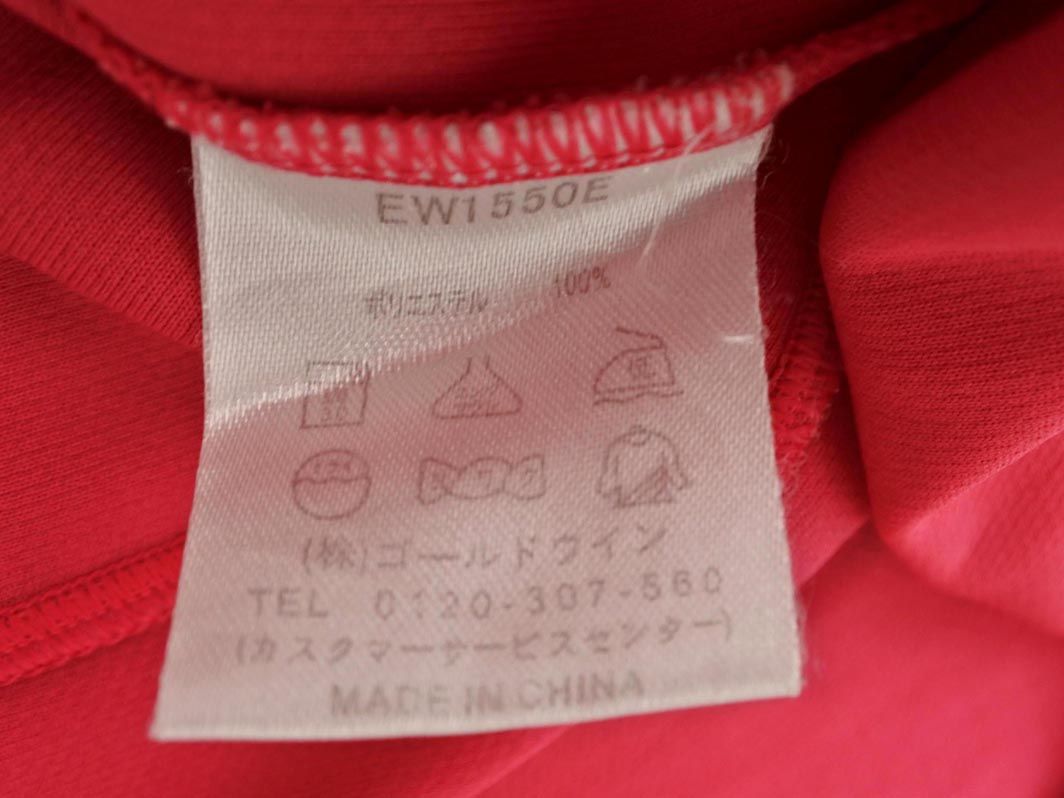 EW1550E
ポリエステル 100%
低
(株)ゴールドウイン
TEL 0120-307-560
(カスタマーサービスセンター)
MADE IN CHINA